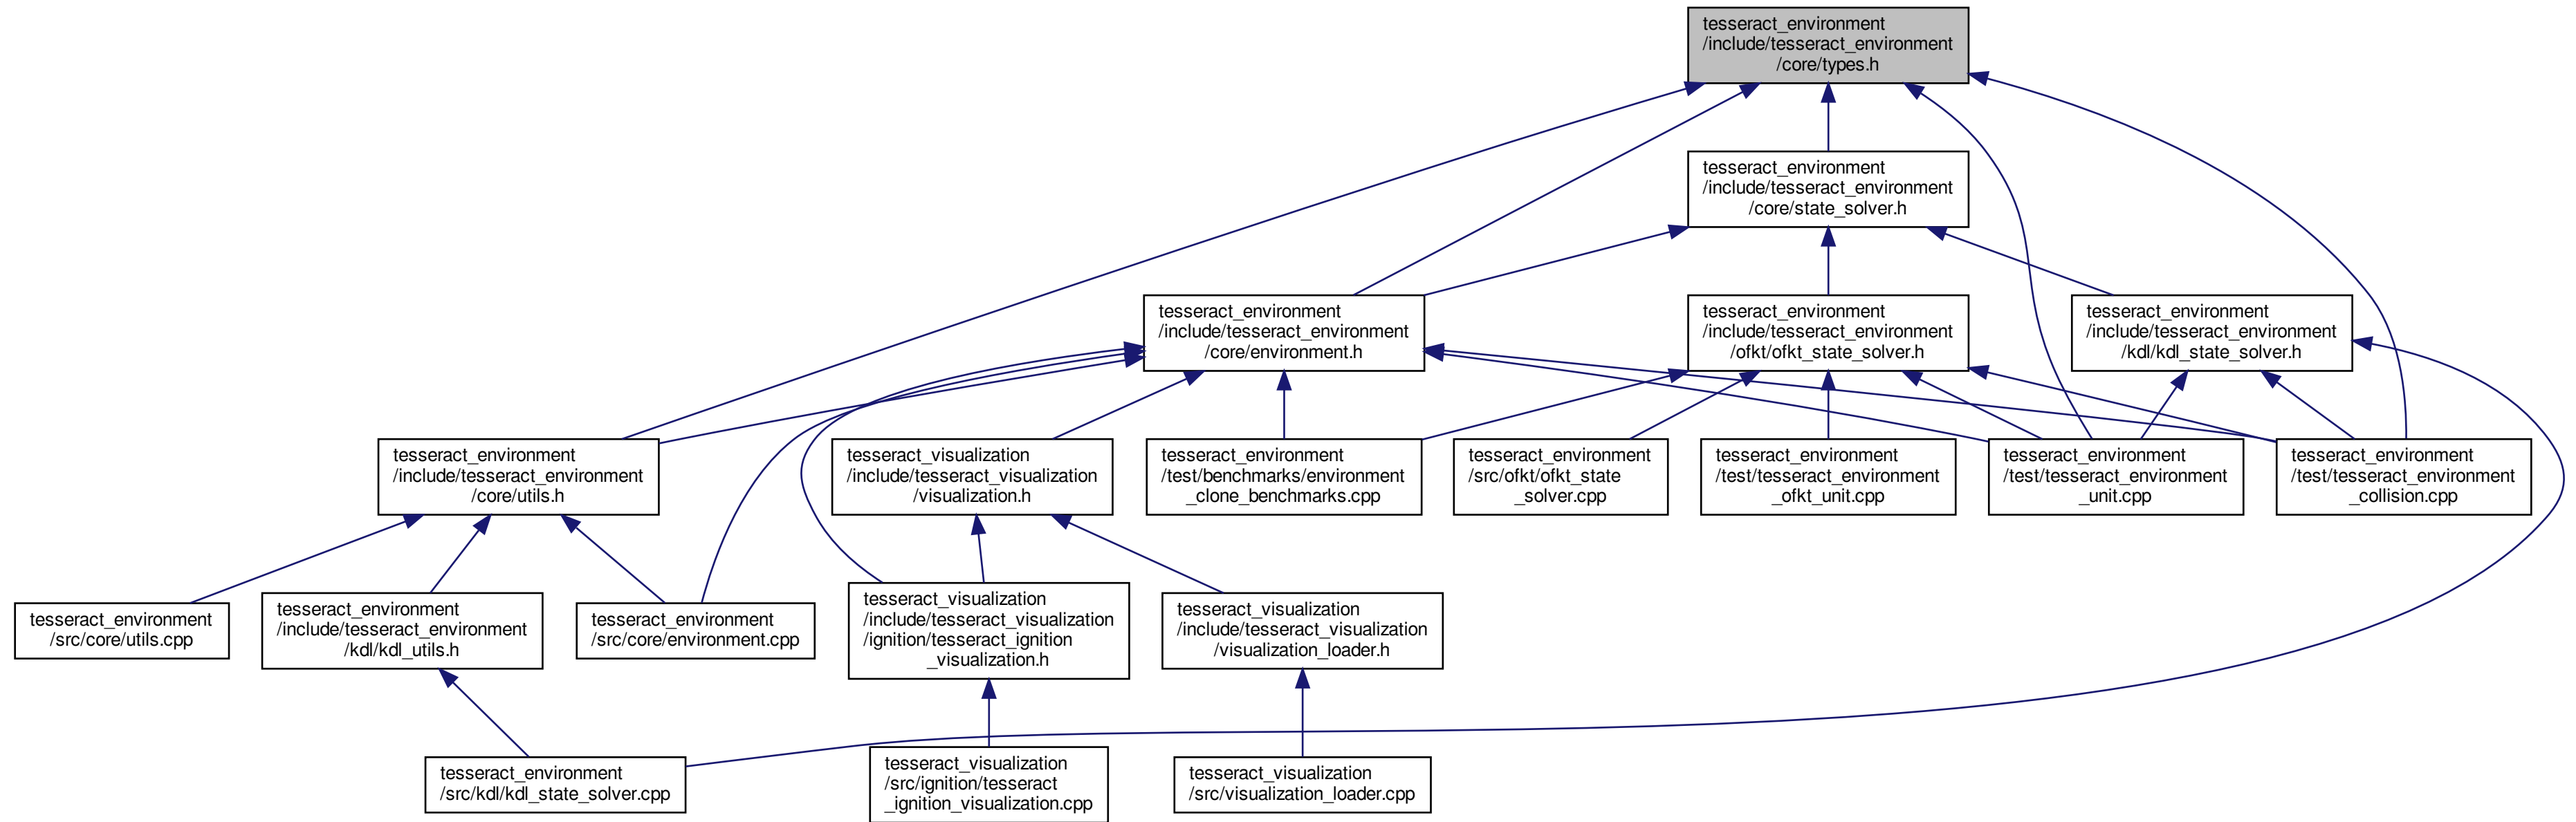 tesseract_environment
/include/tesseract_environment
/core/types.h
tesseract_environment
/include/tesseract_environment
/core/state_solver.h
tesseract_environment
/include/tesseract_environment
/core/environment.h
tesseract_environment
/include/tesseract_environment
/ofkt/ofkt_state_solver.h
tesseract_environment
/include/tesseract_environment
/kdl/kdl_state_solver.h
tesseract_environment
/include/tesseract_environment
/core/utils.h
tesseract_visualization
/include/tesseract_visualization
/visualization.h
tesseract_environment
/test/benchmarks/environment
_clone_benchmarks.cpp
tesseract_environment
/src/ofkt/ofkt_state
_solver.cpp
tesseract_environment
/test/tesseract_environment
_ofkt_unit.cpp
tesseract_environment
/test/tesseract_environment
_unit.cpp
tesseract_environment
/test/tesseract_environment
_collision.cpp
tesseract_environment
/src/core/utils.cpp
tesseract_environment
/include/tesseract_environment
/kdl/kdl_utils.h
tesseract_environment
/src/core/environment.cpp
tesseract_visualization
/include/tesseract_visualization
/ignition/tesseract_ignition
_visualization.h
tesseract_visualization
/include/tesseract_visualization
/visualization_loader.h
tesseract_environment
/src/kdl/kdl_state_solver.cpp
tesseract_visualization
/src/ignition/tesseract
_ignition_visualization.cpp
tesseract_visualization
/src/visualization_loader.cpp